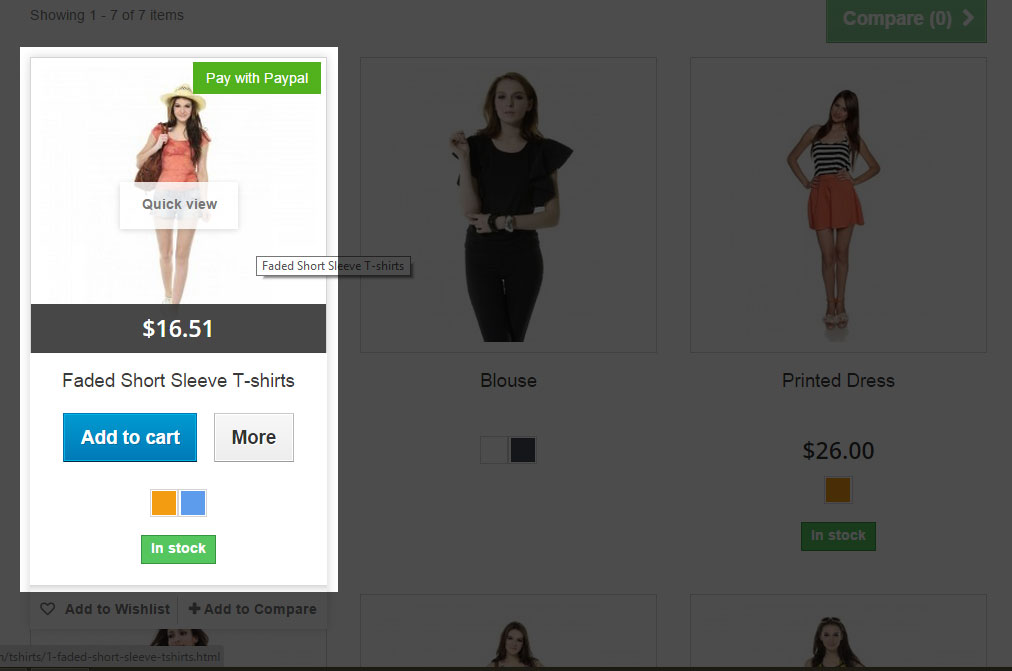 Showing 1 - 7 of 7 items
Compare (0)
Pay with Paypal
Quick view
Faded Short Sleeve T-shirts
$16.51
Faded Short Sleeve T-shirts
Add to cart
More
In stock
Add to Wishlist
Add to Compare
Blouse
Printed Dress
$26.00
In stock
/tshirts/1-faded-short-sleeve-tshirts.html